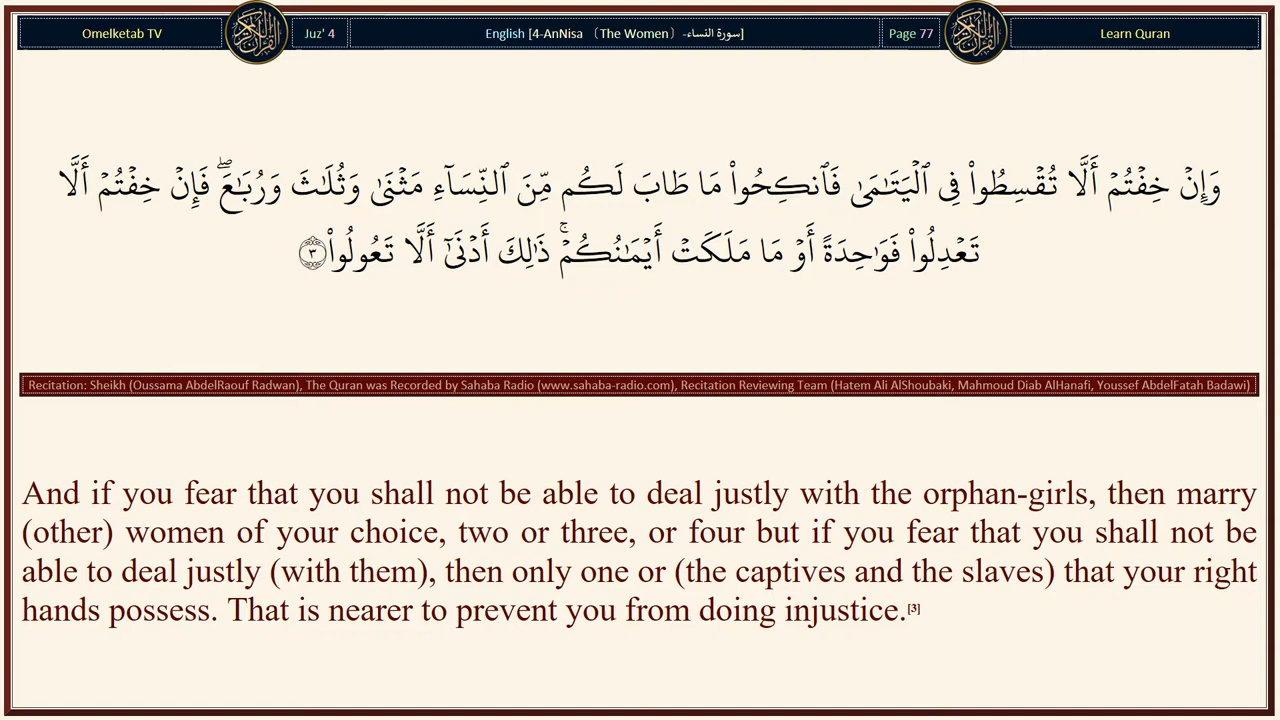 Omelketab TV
Juz' 4
English [4-AnNisa 〔The Women〕 -سورة النساء]
Page 77
Learn Quran
وَإِنۡ خِفۡتُمۡ أَلَّا تُقۡسِطُواْ فِي ٱلۡيَتَٰمَىٰ فَٱنكِحُواْ مَا طَابَ لَكُم مِّنَ ٱلنِّسَآءِ مَثۡنَىٰ وَثُلَٰثَ وَرُبَٰعَۖ فَإِنۡ خِفۡتُمۡ أَلَّا
تَعۡدِلُواْ فَوَٰحِدَةً أَوۡ مَا مَلَكَتۡ أَيۡمَٰنُكُمۡۚ ذَٰلِكَ أَدۡنَىٰٓ أَلَّا تَعُولُواْ ٣
Recitation: Sheikh (Oussama AbdelRaouf Radwan), The Quran was Recorded by Sahaba Radio (www.sahaba-radio.com), Recitation Reviewing Team (Hatem Ali AlShoubaki, Mahmoud Diab AlHanafi, Youssef AbdelFatah Badawi)
And if you fear that you shall not be able to deal justly with the orphan-girls, then marry
(other) women of your choice, two or three, or four but if you fear that you shall not be
able to deal justly (with them), then only one or (the captives and the slaves) that your right
hands possess. That is nearer to prevent you from doing injustice.[3]